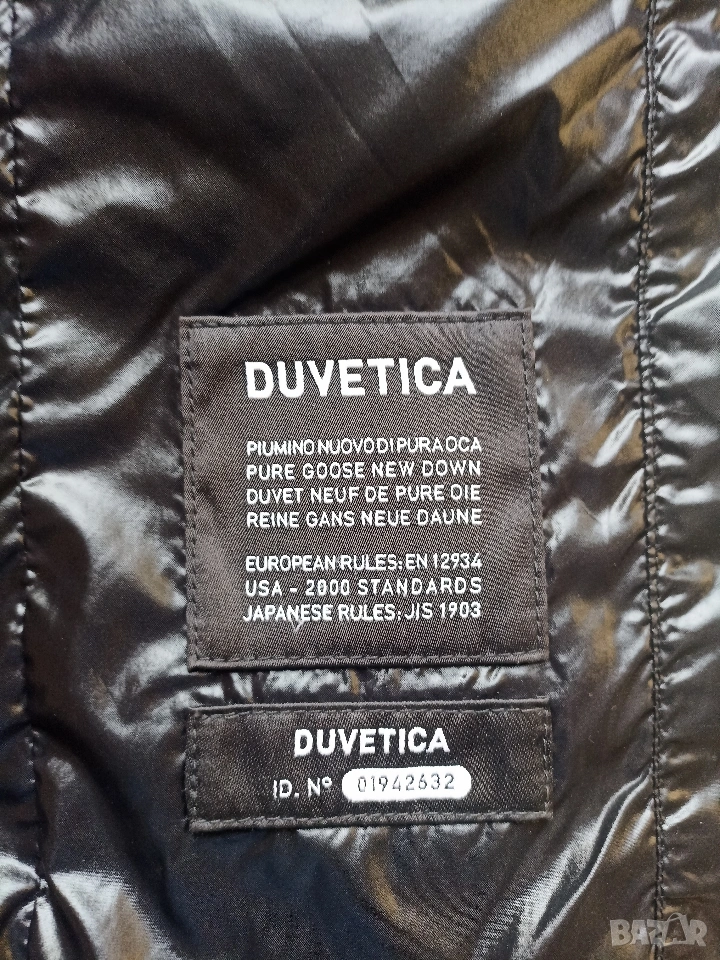 DUVETICA
PIUMINO NUOVO DI PURA OCA
PURE GOOSE NEW DOWN
DUVET NEUF DE PURE OIE
REINE GANS NEUE DAUNE
EUROPEAN RULES: EN 12934
USA - 2000 STANDARDS
JAPANESE RULES: JIS 1903
DUVETICA
ID. Nº 01942632
BAZAR